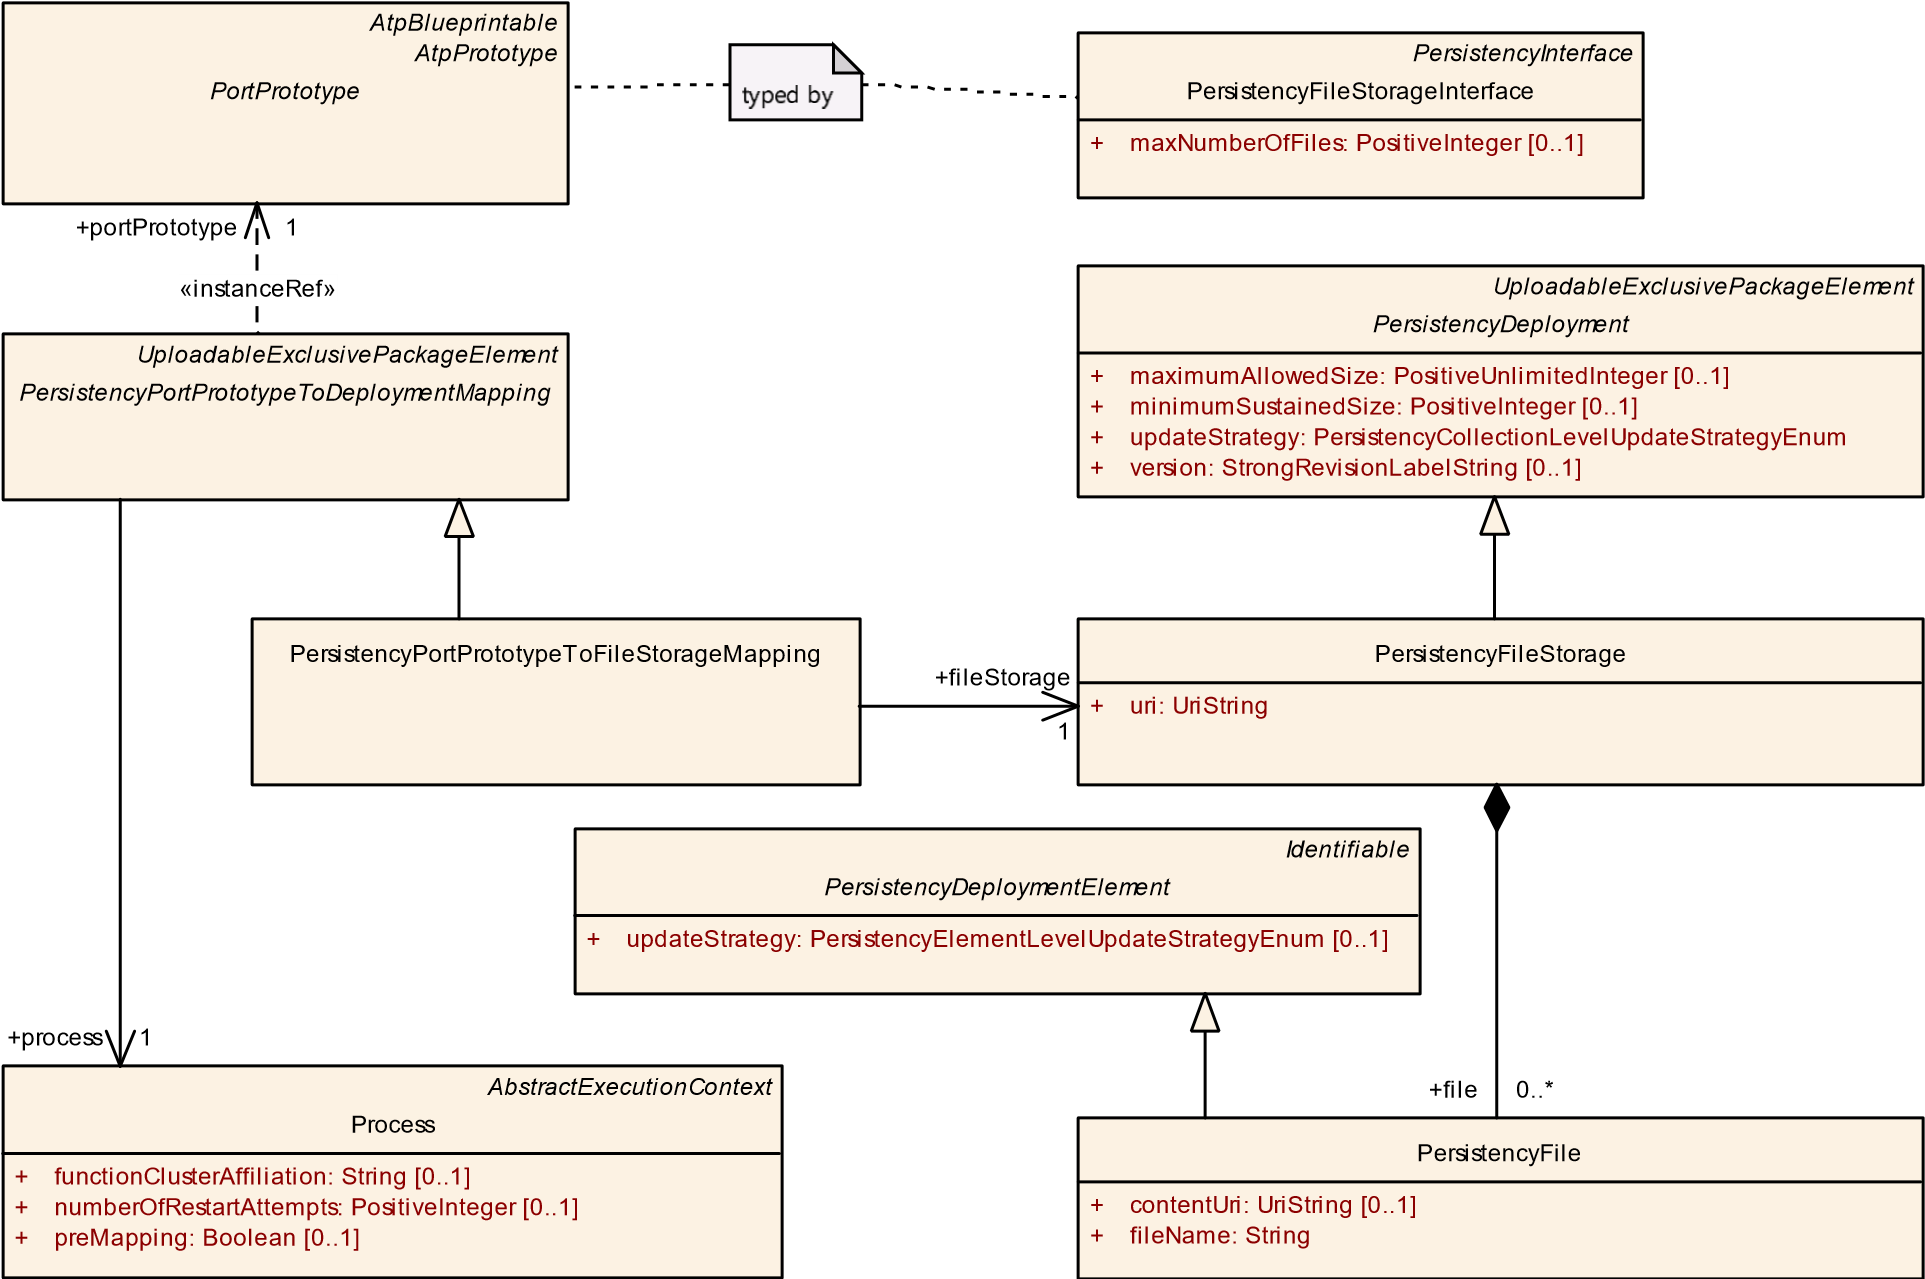 AtpBlueprintable
AtpPrototype
PortPrototype
typed by
PersistencyInterface
PersistencyFileStorageInterface
+ maxNumberOfFiles: PositiveInteger [0..1]
+portPrototype 1
«instanceRef»
UploadableExclusivePackageElement
PersistencyDeployment
+ maximumAllowedSize: PositiveUnlimitedInteger [0..1]
+ minimumSustainedSize: PositiveInteger [0..1]
+ updateStrategy: PersistencyCollectionLevelUpdateStrategyEnum
+ version: StrongRevisionLabelString [0..1]
UploadableExclusivePackageElement
PersistencyPortPrototypeToDeploymentMapping
PersistencyPortPrototypeToFileStorageMapping
+fileStorage
1
PersistencyFileStorage
+ uri: UriString
Identifiable
PersistencyDeploymentElement
+ updateStrategy: PersistencyElementLevelUpdateStrategyEnum [0..1]
+process 1
AbstractExecutionContext
Process
+ functionClusterAffiliation: String [0..1]
+ numberOfRestartAttempts: PositiveInteger [0..1]
+ preMapping: Boolean [0..1]
+file 0..*
PersistencyFile
+ contentUri: UriString [0..1]
+ fileName: String